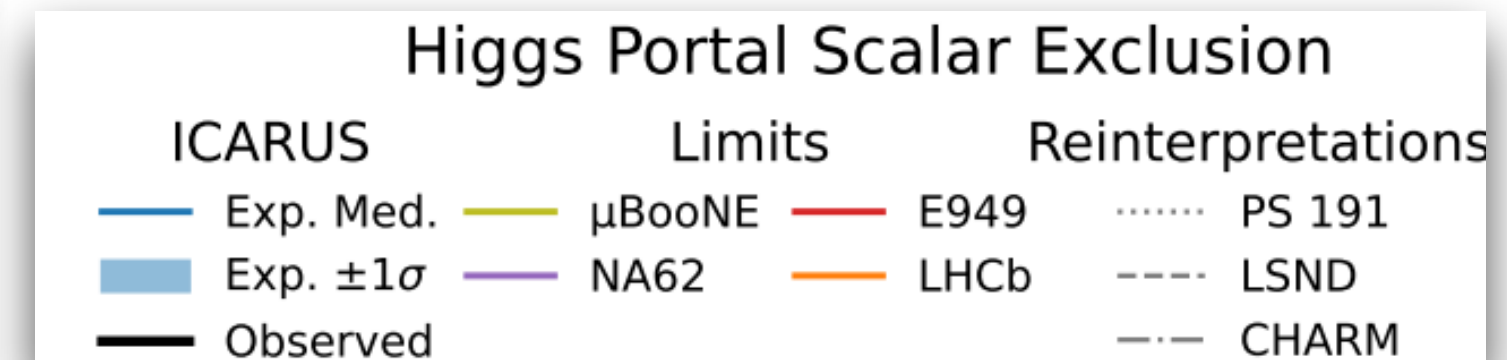 Higgs Portal Scalar Exclusion
ICARUS Limits Reinterpretations
Exp. Med. μBooNE E949 PS 191
Exp. ±1σ NA62 LHCb LSND
Observed CHARM